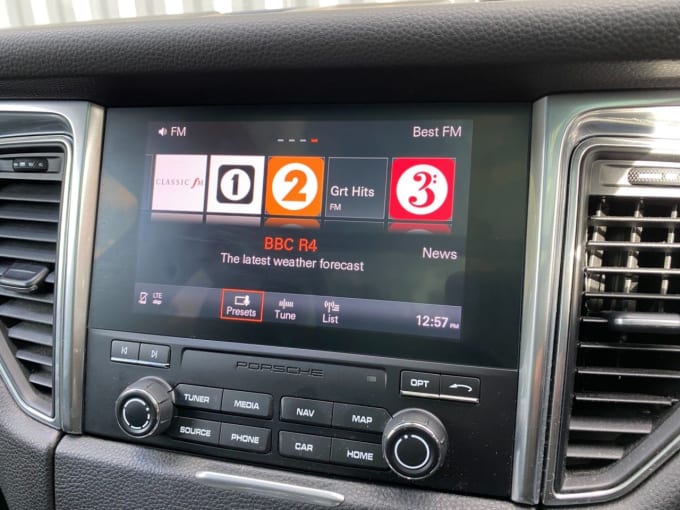 FM
Best FM
CLASSIC fM
1
2
Grt Hits
FM
3
BBC R4
The latest weather forecast
News
LTE
Presets
Tune
List
12:57 PM
PORSCHE
OPT
TUNER
MEDIA
NAV
MAP
SOURCE
PHONE
CAR
HOME